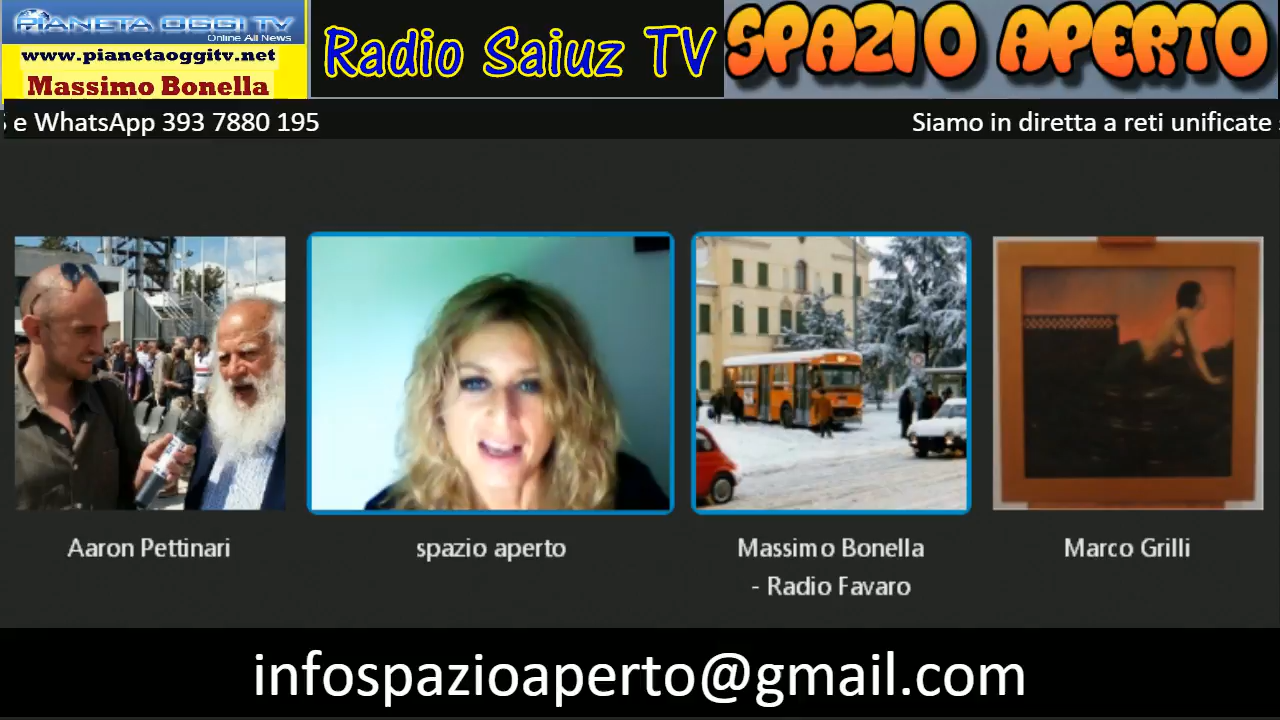 PIANETA OGGI TV
Online All News
www.pianetaoggitv.net
Massimo Bonella
Radio Saiuz TV
SPAZIO APERTO
e WhatsApp 393 7880 195
Siamo in diretta a reti unificate
Aaron Pettinari
spazio aperto
Massimo Bonella
- Radio Favaro
Marco Grilli
infospazioaperto@gmail.com